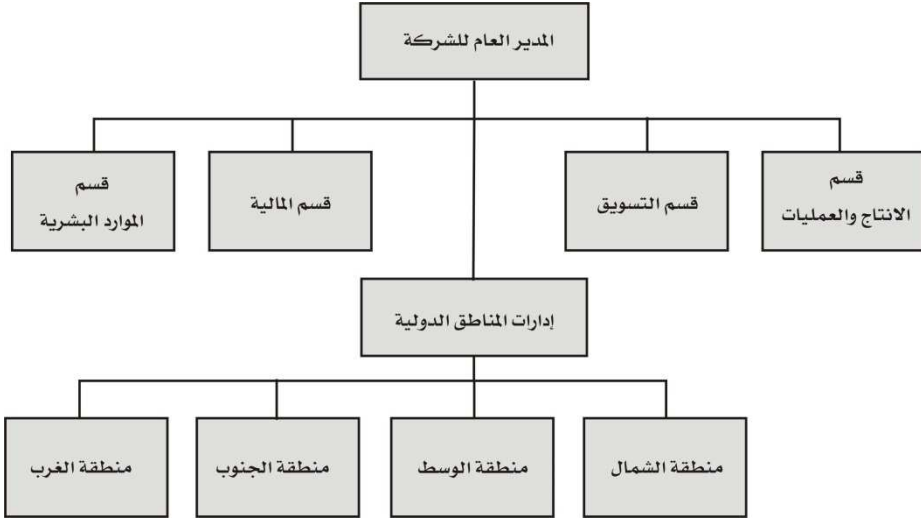 المدير العام للشركة
قسم
الانتاج والعمليات
قسم التسويق
قسم المالية
قسم
الموارد البشرية
إدارات المناطق الدولية
منطقة الشمال
منطقة الوسط
منطقة الجنوب
منطقة الغرب